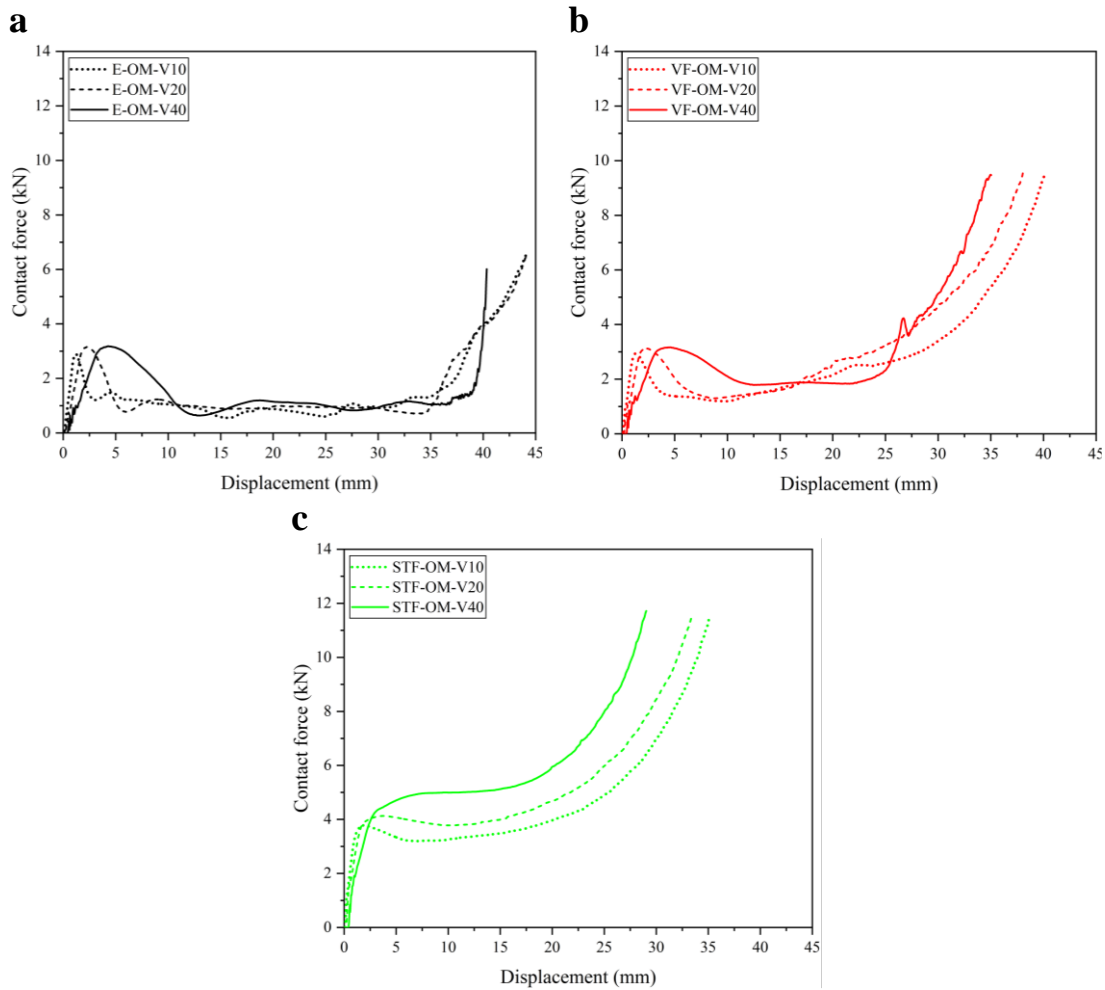 a
14
12
10
8
6
4
2
0
Contact force (kN)
E-OM-V10
E-OM-V20
E-OM-V40
0 5 10 15 20 25 30 35 40 45
Displacement (mm)
b
14
12
10
8
6
4
2
0
Contact force (kN)
VF-OM-V10
VF-OM-V20
VF-OM-V40
0 5 10 15 20 25 30 35 40 45
Displacement (mm)
c
14
12
10
8
6
4
2
0
Contact force (kN)
STF-OM-V10
STF-OM-V20
STF-OM-V40
0 5 10 15 20 25 30 35 40 45
Displacement (mm)